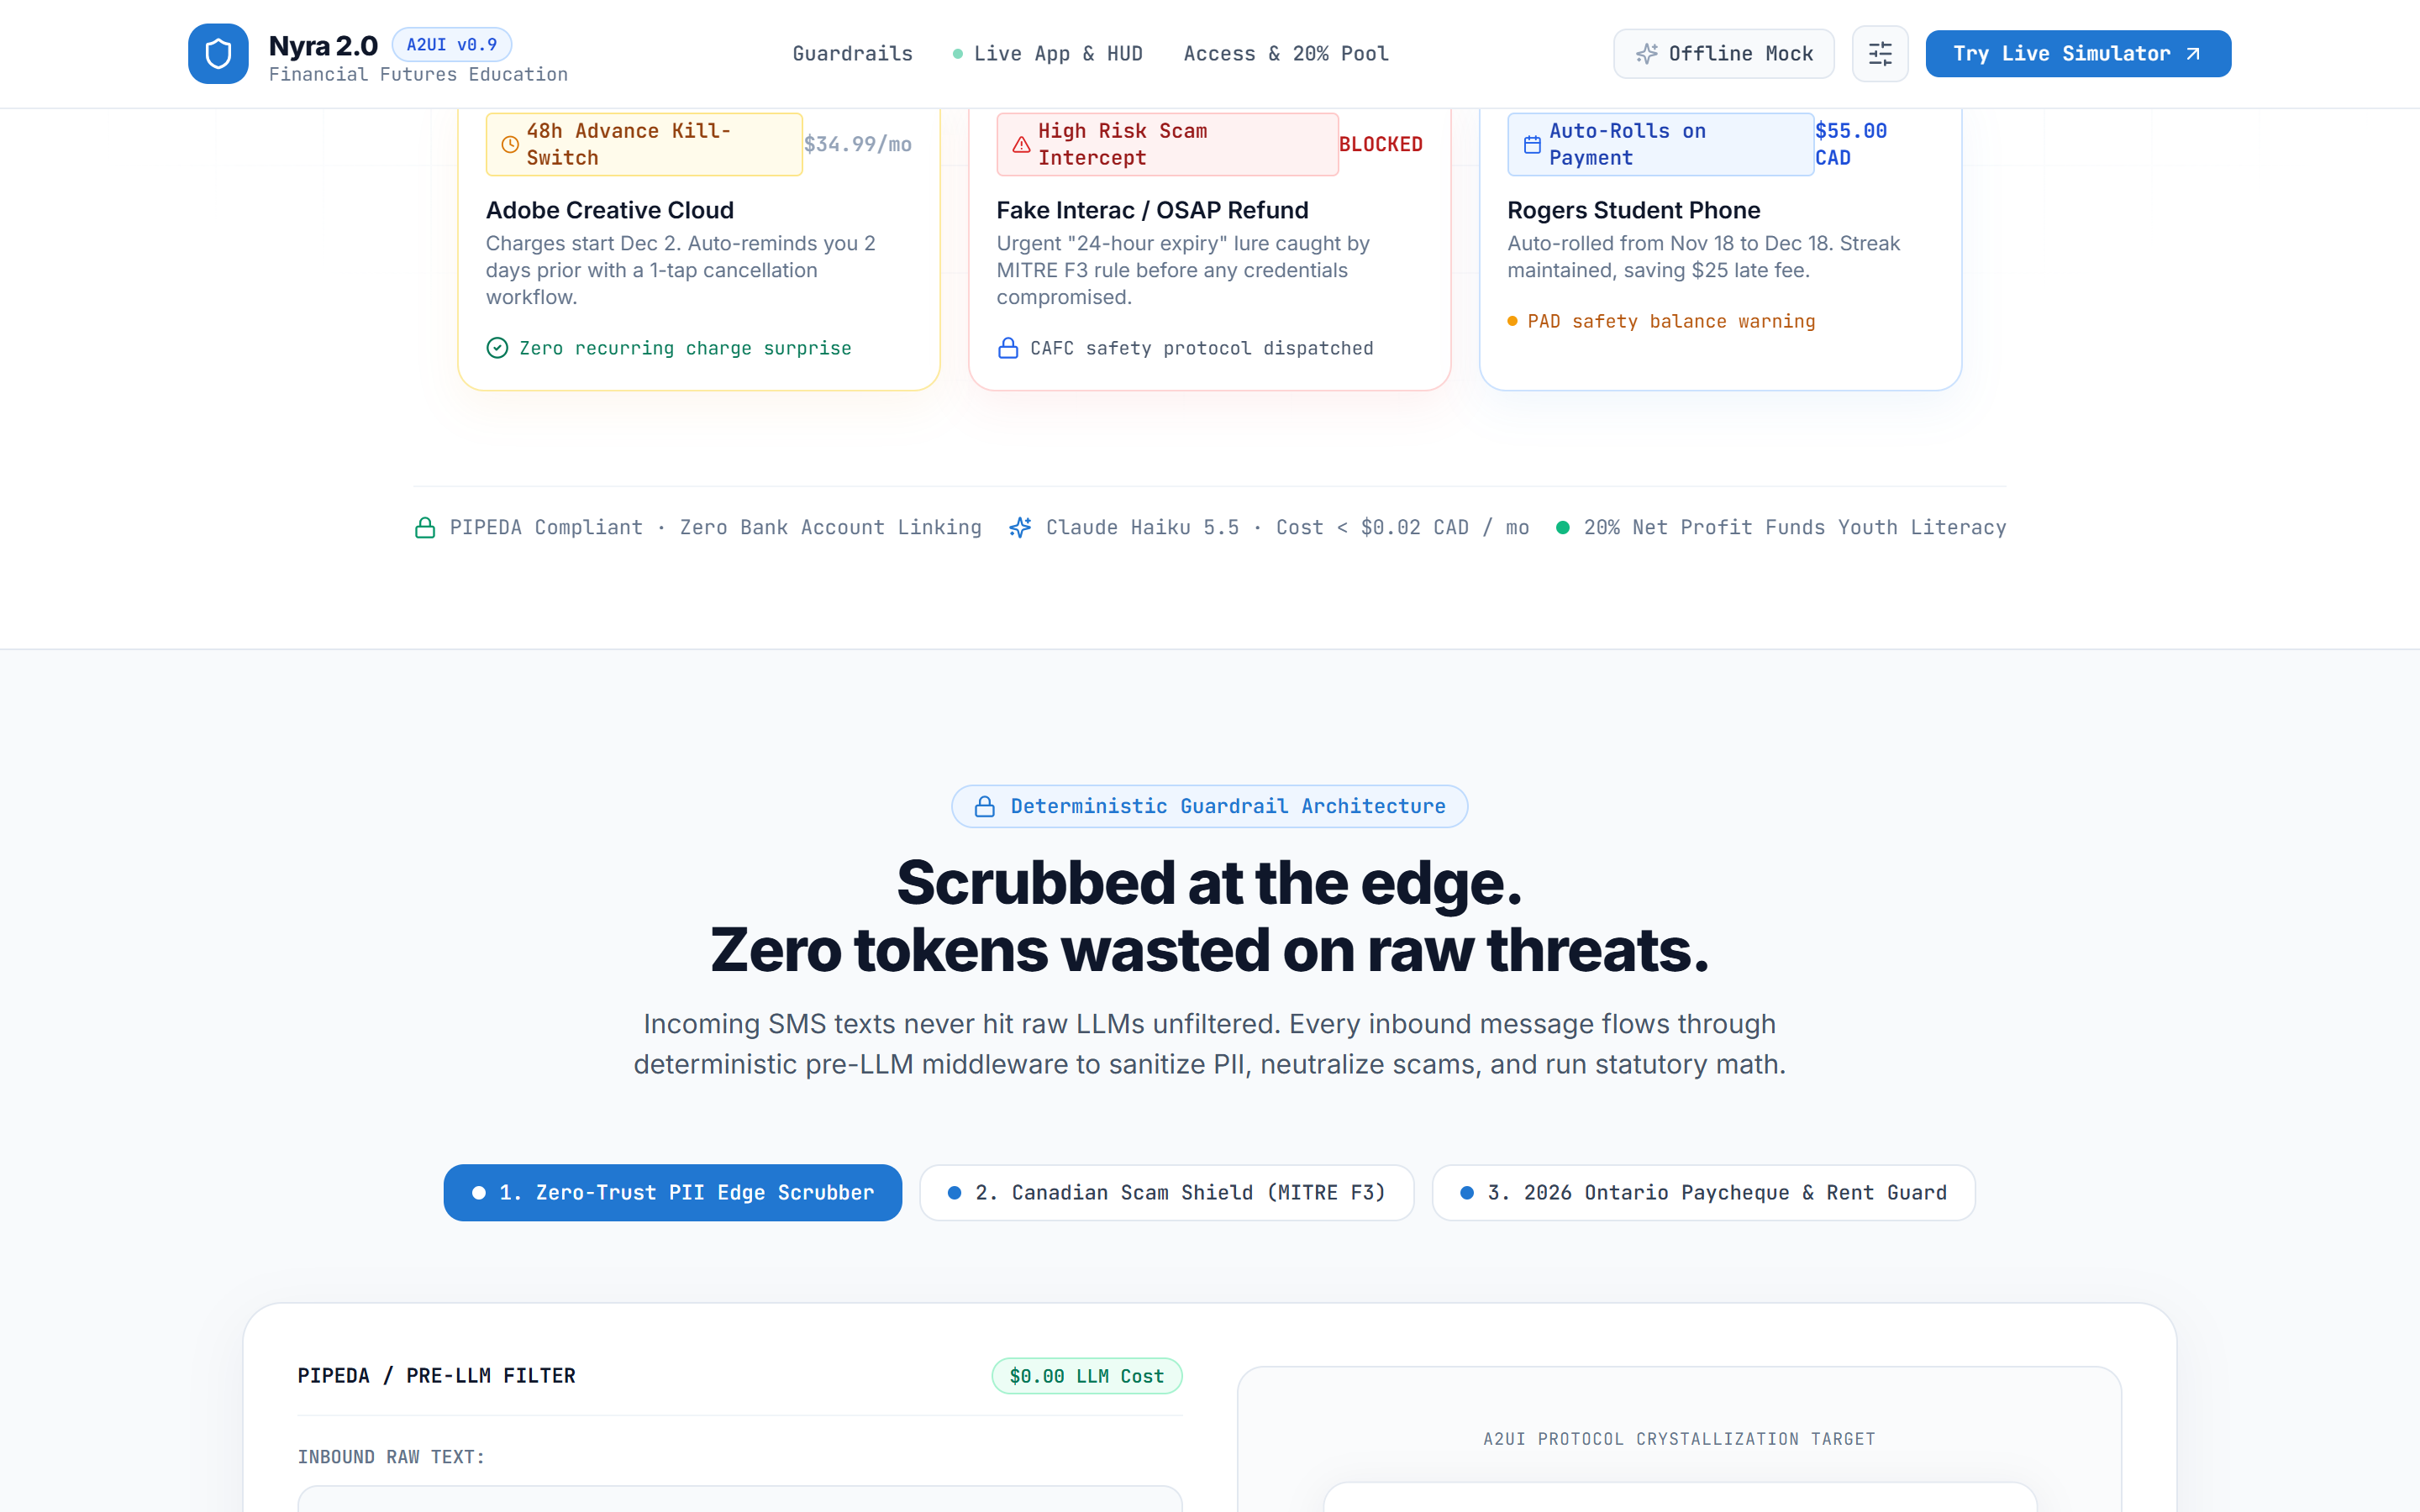 Nyra 2.0
A2UI v0.9
Financial Futures Education
Guardrails
Live App & HUD
Access & 20% Pool
Offline Mock
Try Live Simulator
48h Advance Kill-
Switch
$34.99/mo
Adobe Creative Cloud
Charges start Dec 2. Auto-reminds you 2
days prior with a 1-tap cancellation
workflow.
Zero recurring charge surprise
High Risk Scam
Intercept
BLOCKED
Fake Interac / OSAP Refund
Urgent "24-hour expiry" lure caught by
MITRE F3 rule before any credentials
compromised.
CAFC safety protocol dispatched
Auto-Rolls on
Payment
$55.00
CAD
Rogers Student Phone
Auto-rolled from Nov 18 to Dec 18. Streak
maintained, saving $25 late fee.
PAD safety balance warning
PIPEDA Compliant · Zero Bank Account Linking
Claude Haiku 5.5 · Cost < $0.02 CAD / mo
20% Net Profit Funds Youth Literacy
Deterministic Guardrail Architecture
Scrubbed at the edge.
Zero tokens wasted on raw threats.
Incoming SMS texts never hit raw LLMs unfiltered. Every inbound message flows through
deterministic pre-LLM middleware to sanitize PII, neutralize scams, and run statutory math.
1. Zero-Trust PII Edge Scrubber
2. Canadian Scam Shield (MITRE F3)
3. 2026 Ontario Paycheque & Rent Guard
PIPEDA / PRE-LLM FILTER
$0.00 LLM Cost
INBOUND RAW TEXT:
A2UI PROTOCOL CRYSTALLIZATION TARGET